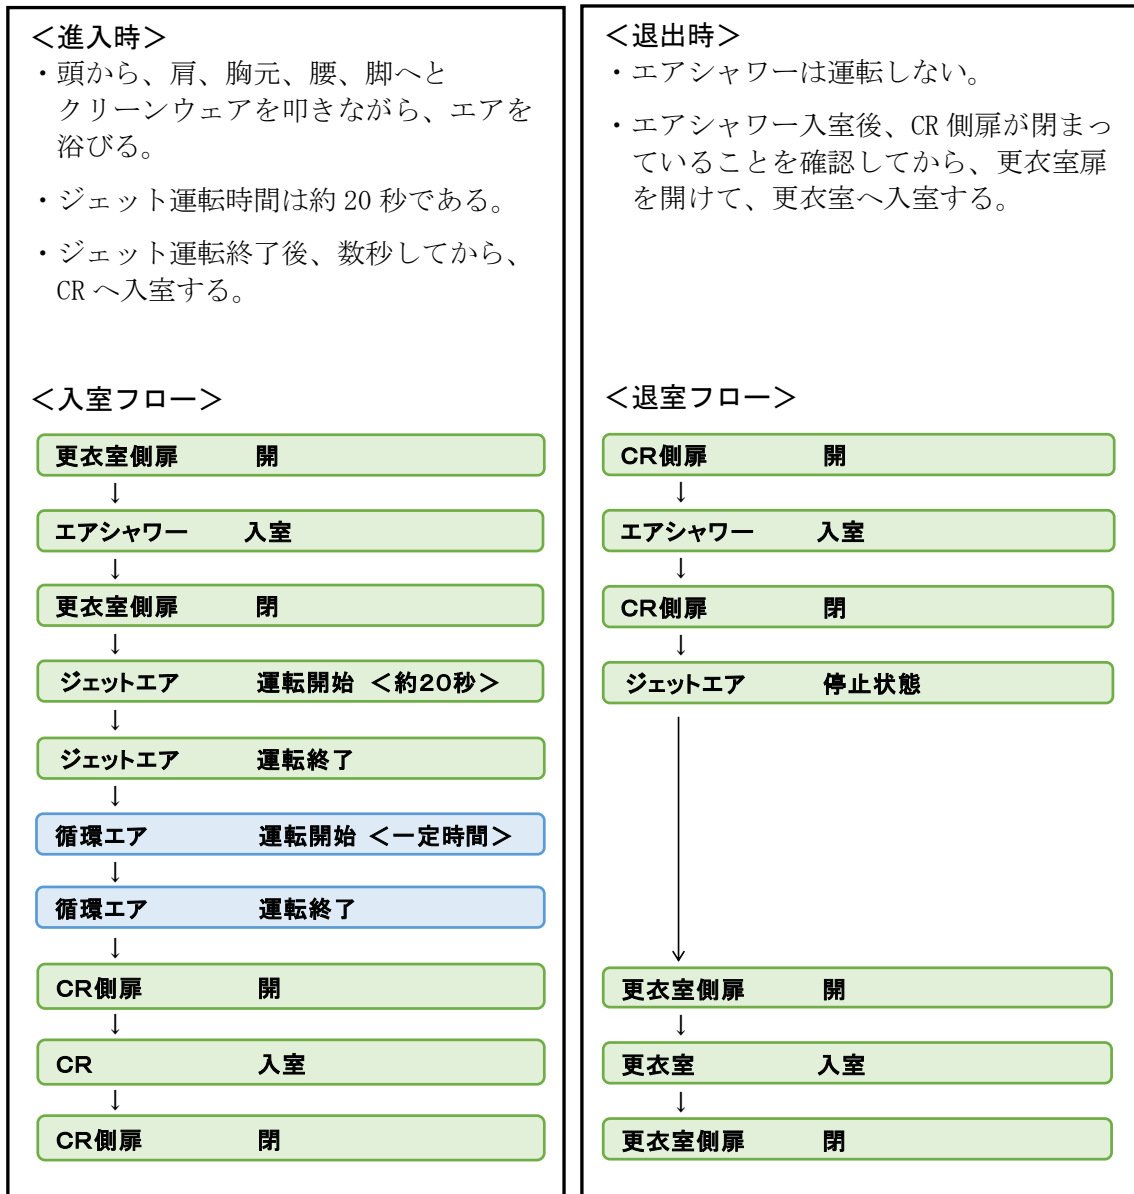 ＜進入時＞
・頭から、肩、胸元、腰、脚へと
クリーンウェアを叩きながら、エアを
浴びる。
・ジェット運転時間は約 20 秒である。
・ジェット運転終了後、数秒してから、
CR へ入室する。
＜入室フロー＞
更衣室側扉 開
↓
エアシャワー 入室
↓
更衣室側扉 閉
↓
ジェットエア 運転開始 ＜約20秒＞
↓
ジェットエア 運転終了
↓
循環エア 運転開始 ＜一定時間＞
↓
循環エア 運転終了
↓
CR側扉 開
↓
CR 入室
↓
CR側扉 閉
＜退出時＞
・エアシャワーは運転しない。
・エアシャワー入室後、CR 側扉が閉まっ
ていることを確認してから、更衣室扉
を開けて、更衣室へ入室する。
＜退室フロー＞
CR側扉 開
↓
エアシャワー 入室
↓
CR側扉 閉
↓
ジェットエア 停止状態
更衣室側扉 開
↓
更衣室 入室
↓
更衣室側扉 閉